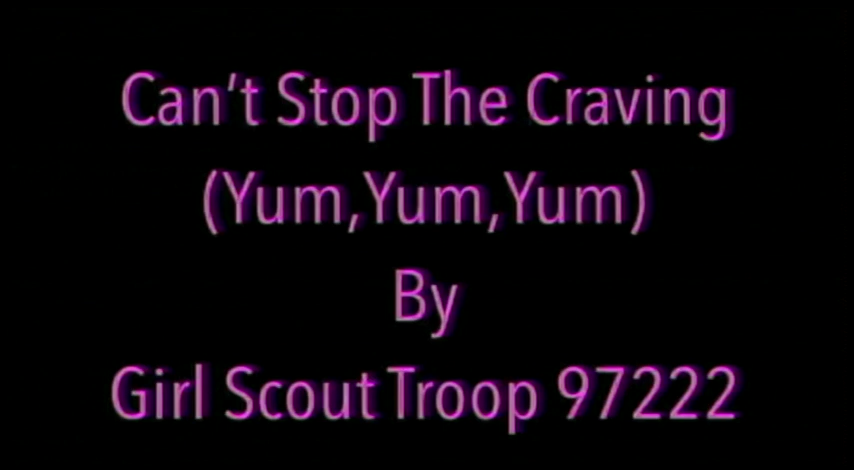 Can't Stop The Craving
(Yum,Yum,Yum)
By
Girl Scout Troop 97222